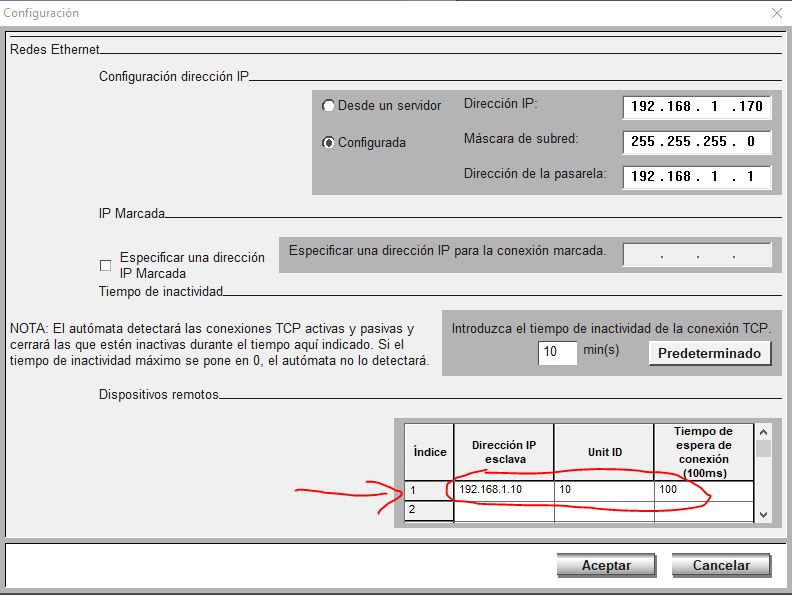 Configuración
Redes Ethernet
Configuración dirección IP
Desde un servidor
Dirección IP:
192.168. 1 .170
Configurada
Máscara de subred:
255.255.255. 0
Dirección de la pasarela:
192.168. 1 . 1
IP Marcada
Especificar una dirección
IP Marcada
Especificar una dirección IP para la conexión marcada.
. . .
Tiempo de inactividad
NOTA: El autómata detectará las conexiones TCP activas y pasivas y
cerrará las que estén inactivas durante el tiempo aquí indicado. Si el
tiempo de inactividad máximo se pone en 0, el autómata no lo detectará.
Introduzca el tiempo de inactividad de la conexión TCP.
10 min(s) Predeterminado
Dispositivos remotos
Índice
Dirección IP
esclava
Unit ID
Tiempo de
espera de
conexión
(100ms)
1 192.168.1.10 10 100
2
Aceptar Cancelar